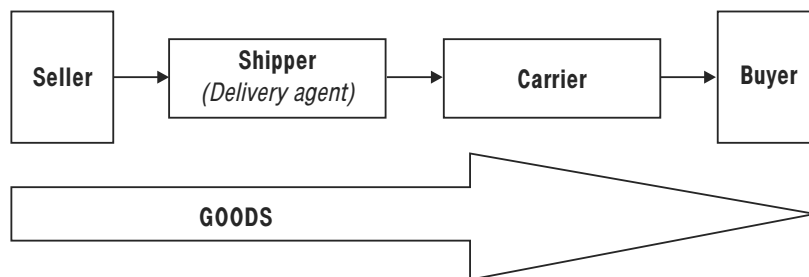 Seller
Shipper
(Delivery agent)
Carrier
Buyer
GOODS